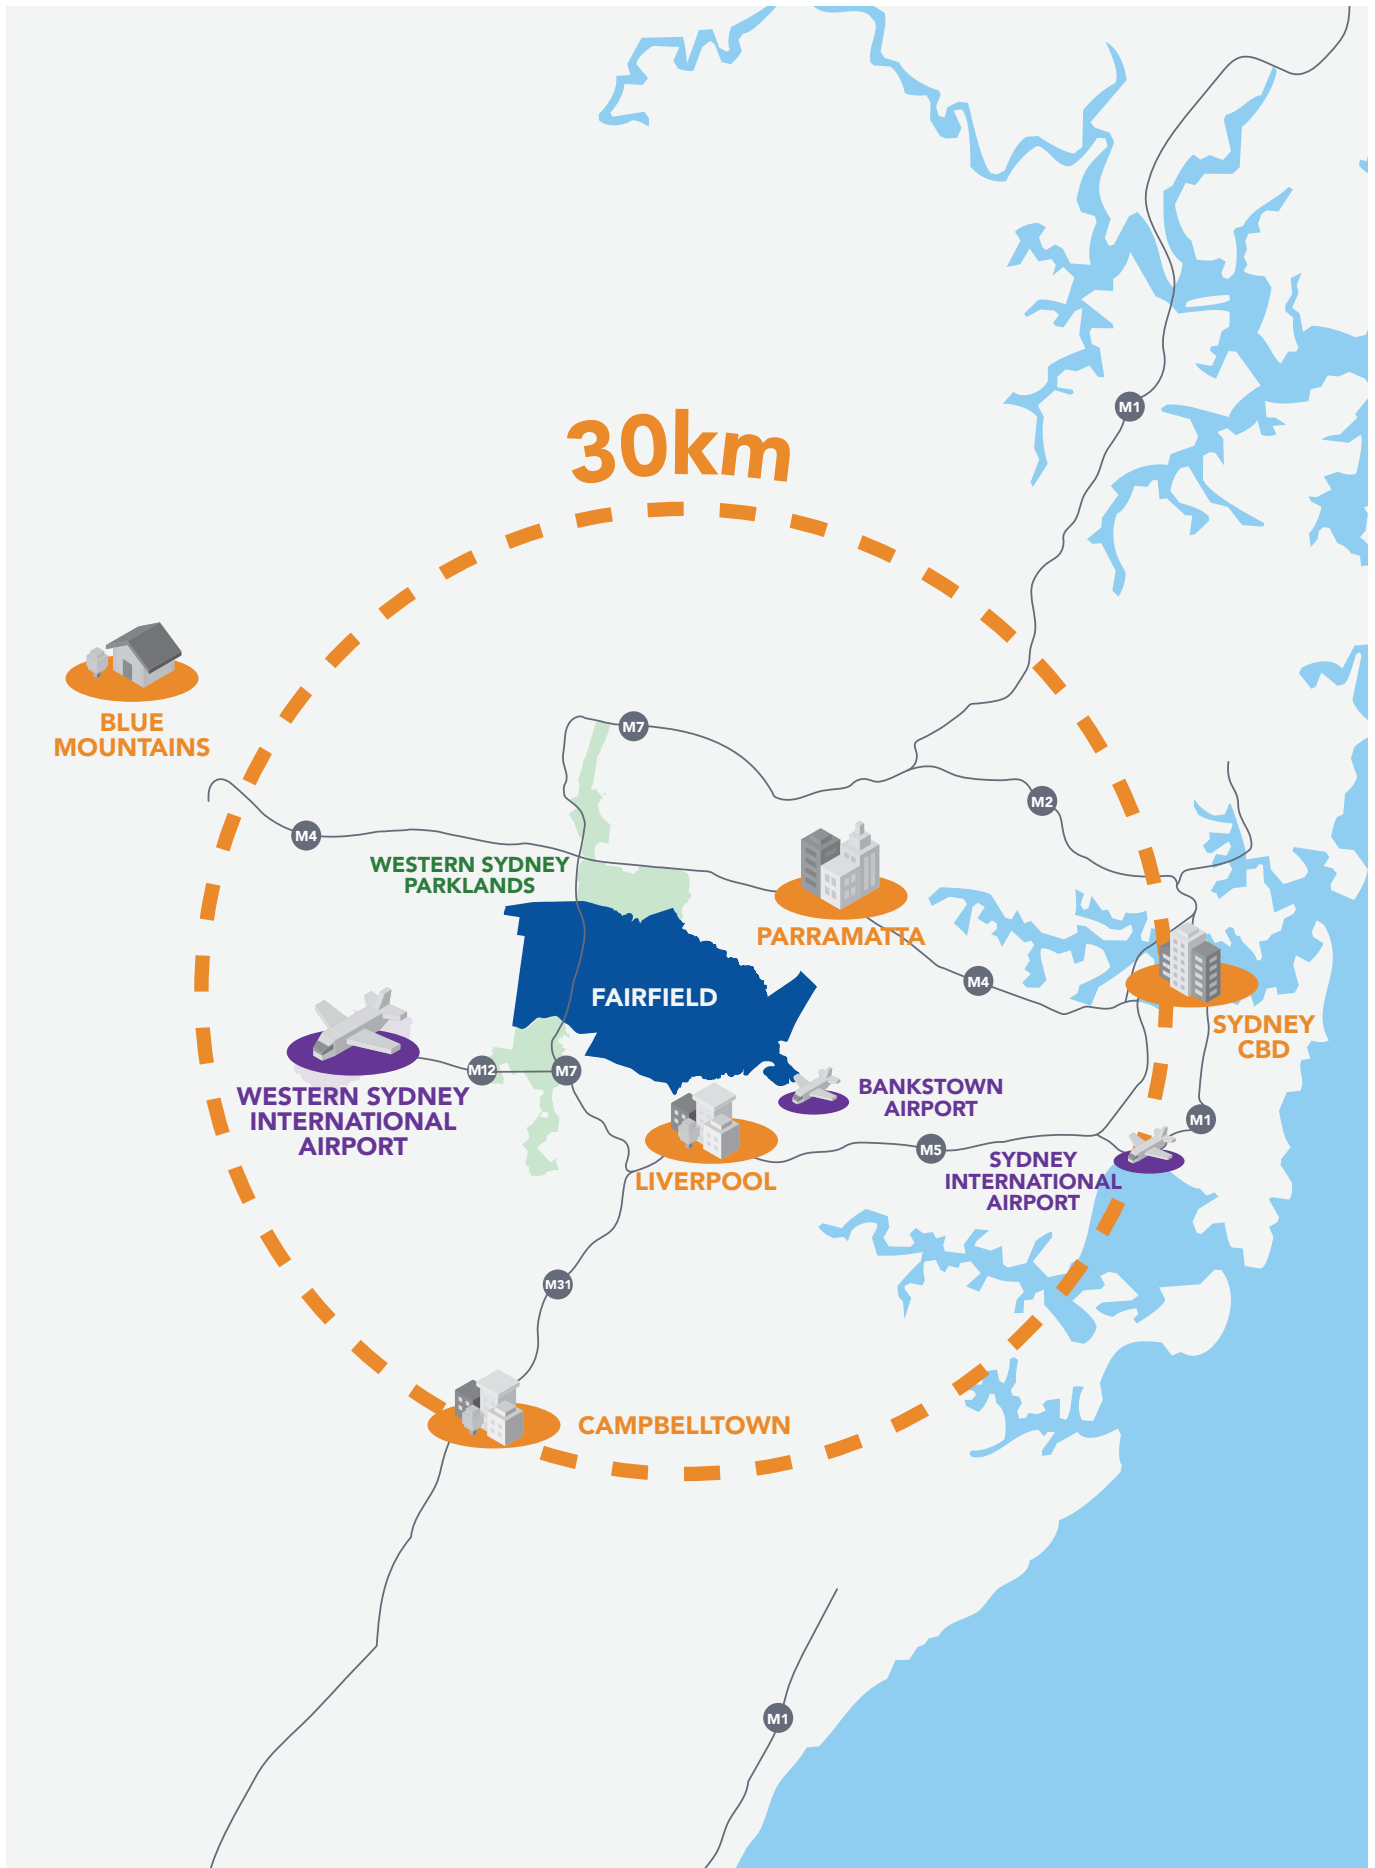 M1
30km
BLUE
MOUNTAINS
M7
M2
M4
WESTERN SYDNEY
PARKLANDS
PARRAMATTA
M4
FAIRFIELD
SYDNEY
CBD
M12
M7
WESTERN SYDNEY
INTERNATIONAL
AIRPORT
BANKSTOWN
AIRPORT
M1
M5
SYDNEY
INTERNATIONAL
AIRPORT
LIVERPOOL
M31
CAMPBELLTOWN
M1